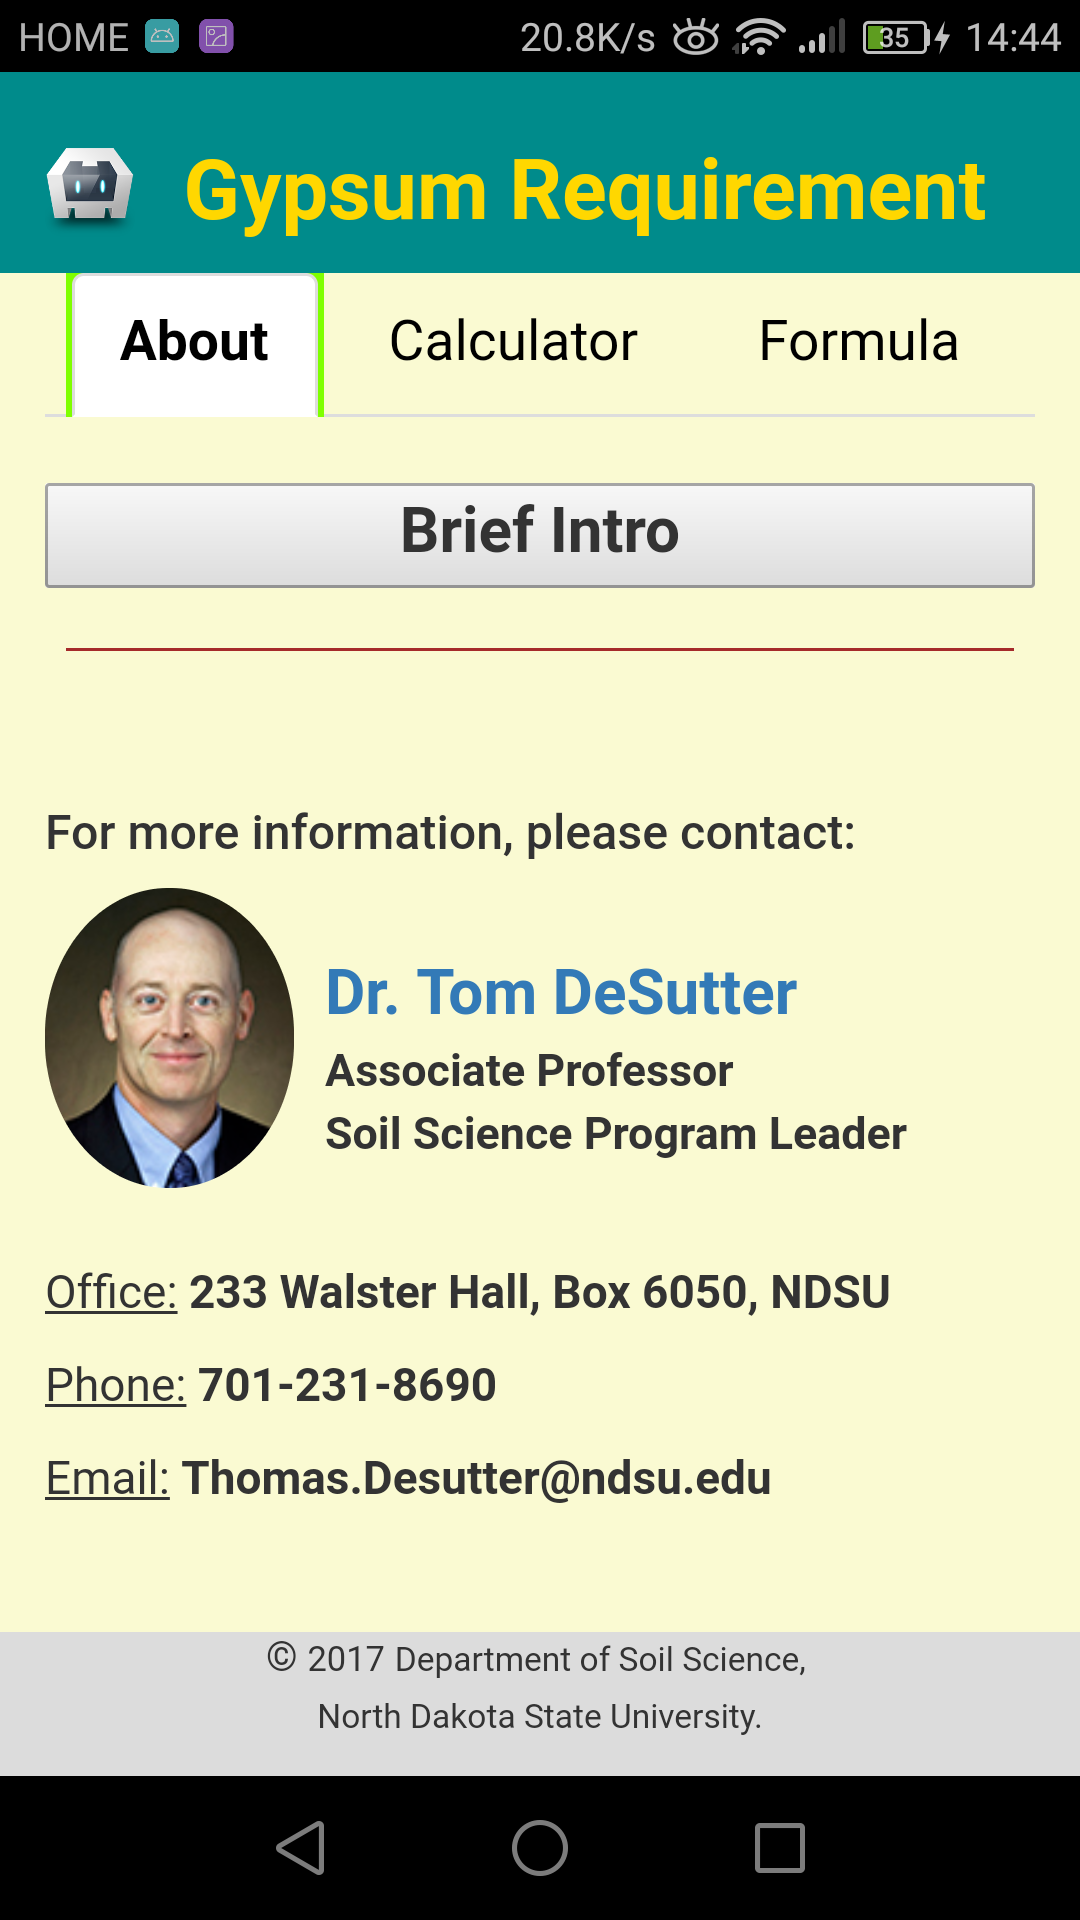 HOME 20.8K/s 35 14:44
Gypsum Requirement
About Calculator Formula
Brief Intro
For more information, please contact:
Dr. Tom DeSutter
Associate Professor
Soil Science Program Leader
Office: 233 Walster Hall, Box 6050, NDSU
Phone: 701-231-8690
Email: Thomas.Desutter@ndsu.edu
© 2017 Department of Soil Science,
North Dakota State University.